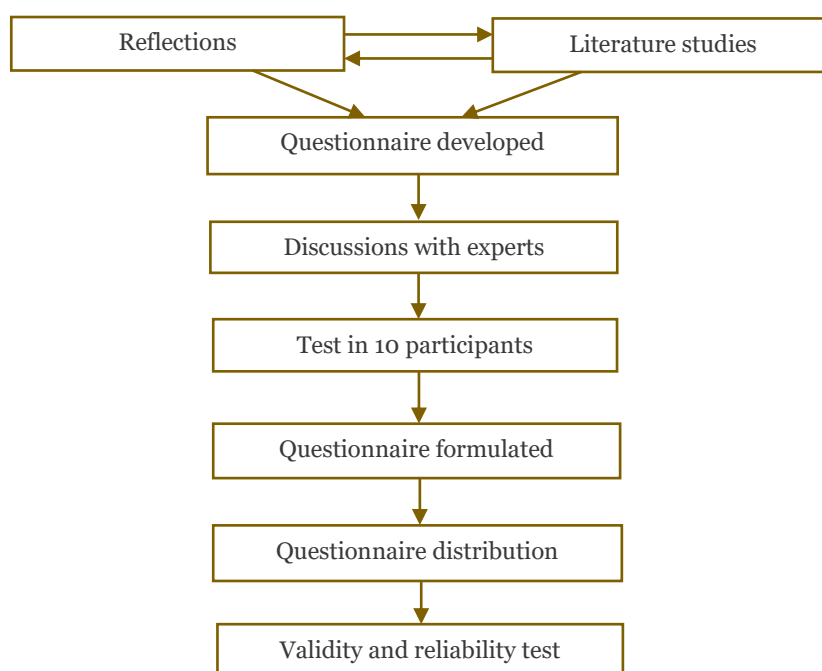 Reflections
Literature studies
Questionnaire developed
Discussions with experts
Test in 10 participants
Questionnaire formulated
Questionnaire distribution
Validity and reliability test